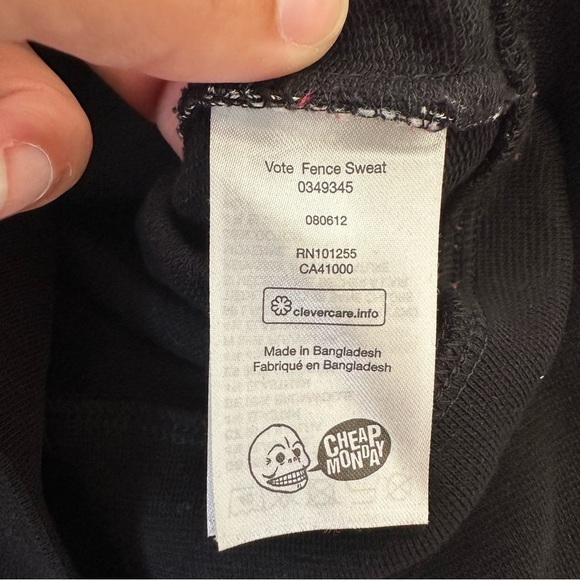 Vote Fence Sweat
0349345
080612
RN101255
CA41000
clevercare.info
Made in Bangladesh
Fabriqué en Bangladesh
CHEAP
MONDAY